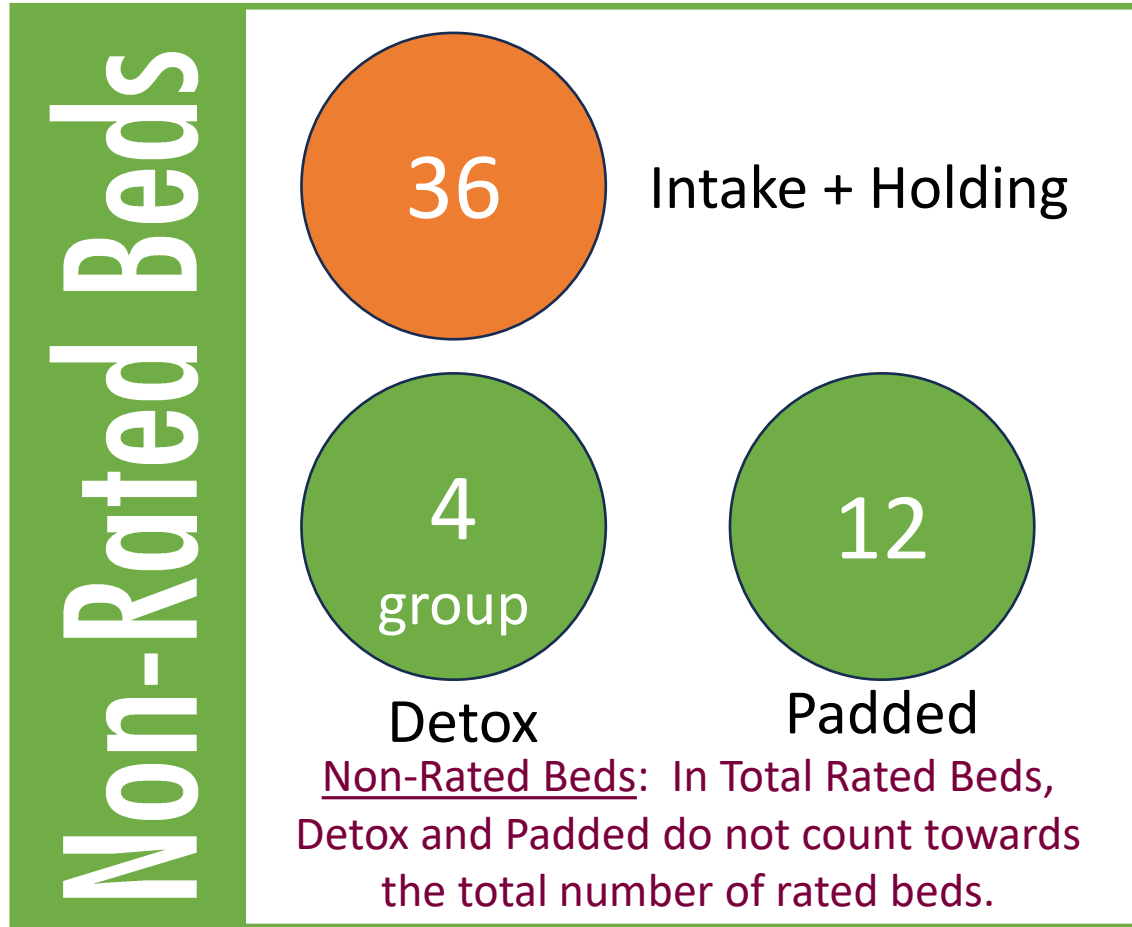 Non-Rated Beds
36
Intake + Holding
4
group
Detox
12
Padded
Non-Rated Beds: In Total Rated Beds,
Detox and Padded do not count towards
the total number of rated beds.